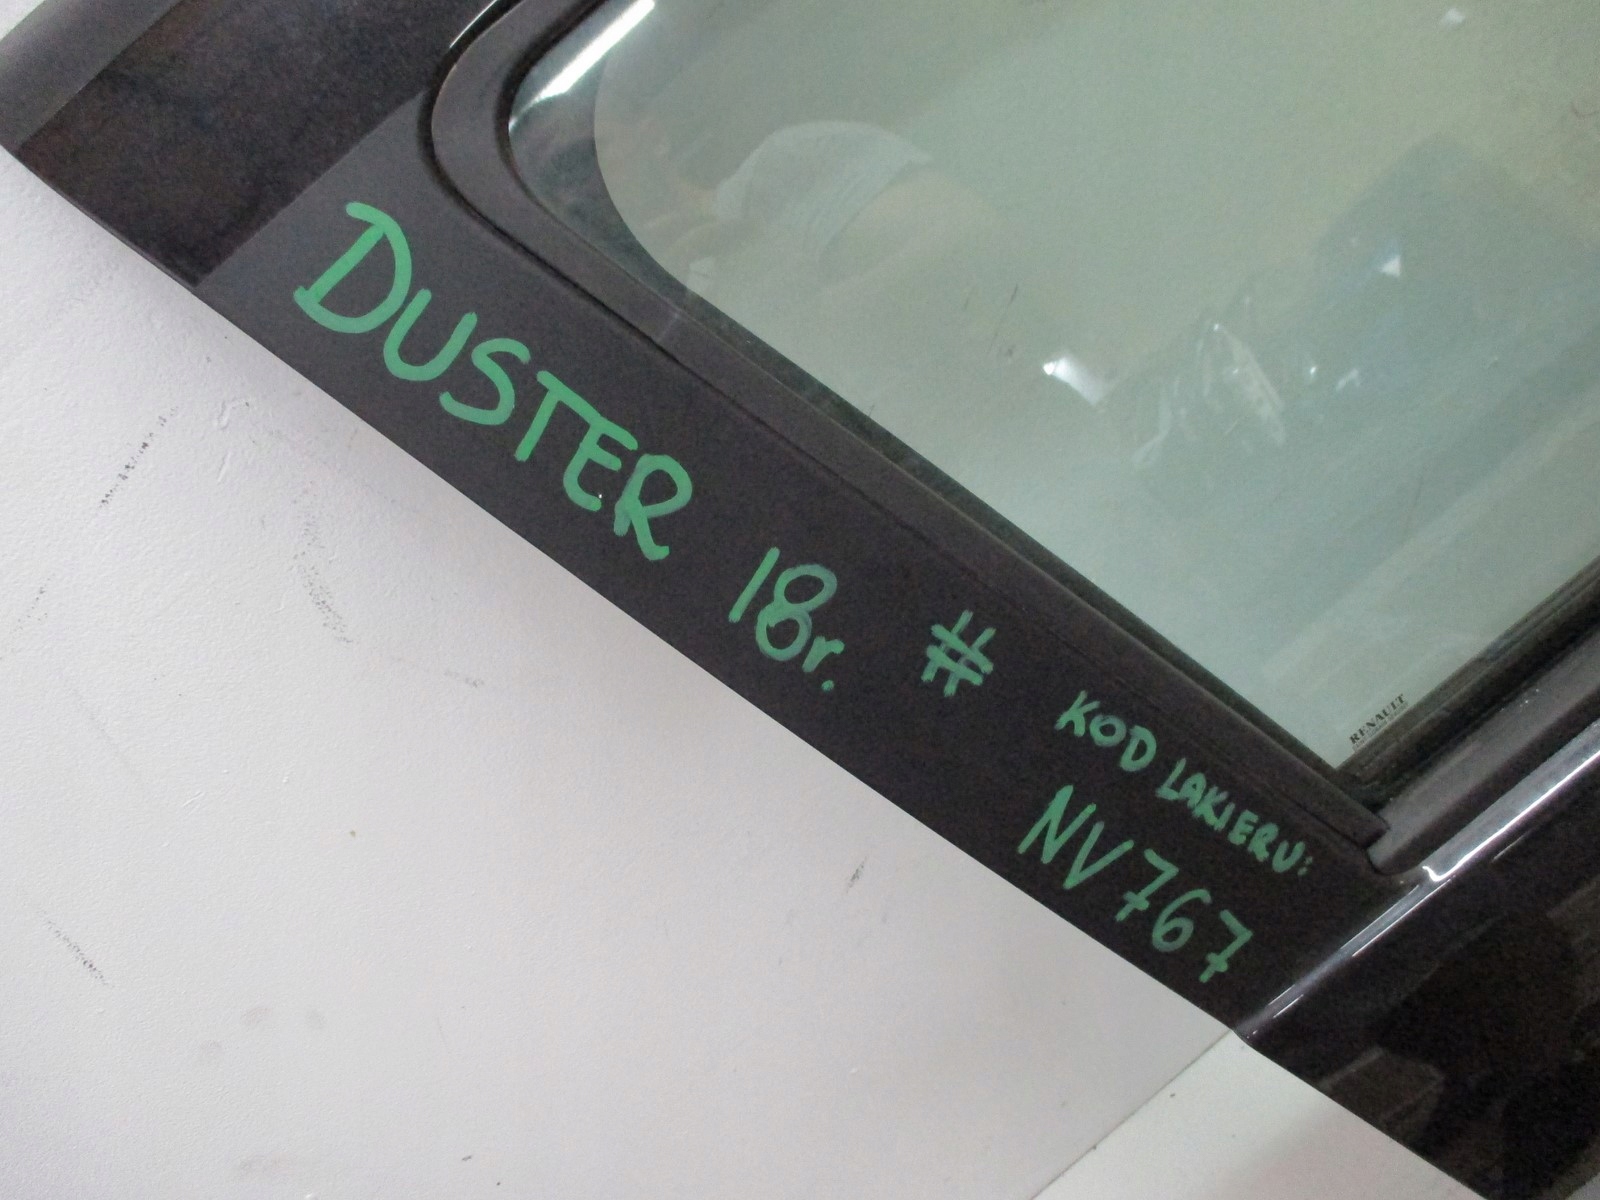 DUSTER 18r. # KOD LAKIERU:
NV767
RENAULT